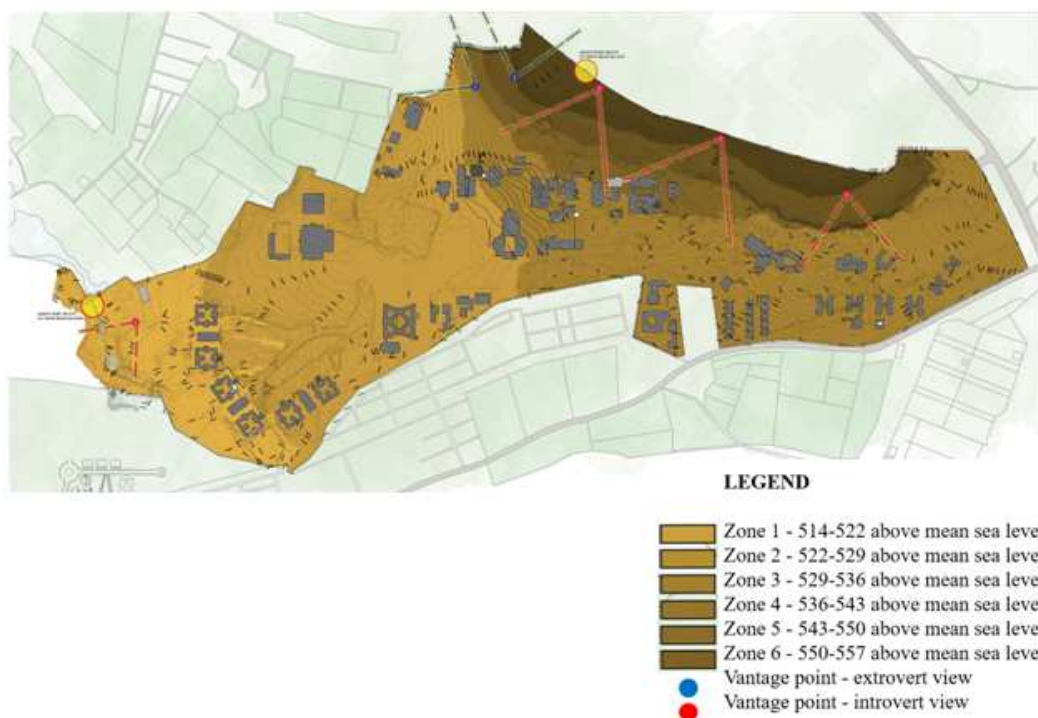 LEGEND
Zone 1 - 514-522 above mean sea leve
Zone 2 - 522-529 above mean sea leve
Zone 3 - 529-536 above mean sea leve
Zone 4 - 536-543 above mean sea leve
Zone 5 - 543-550 above mean sea leve
Zone 6 - 550-557 above mean sea leve
Vantage point - extrovert view
Vantage point - introvert view